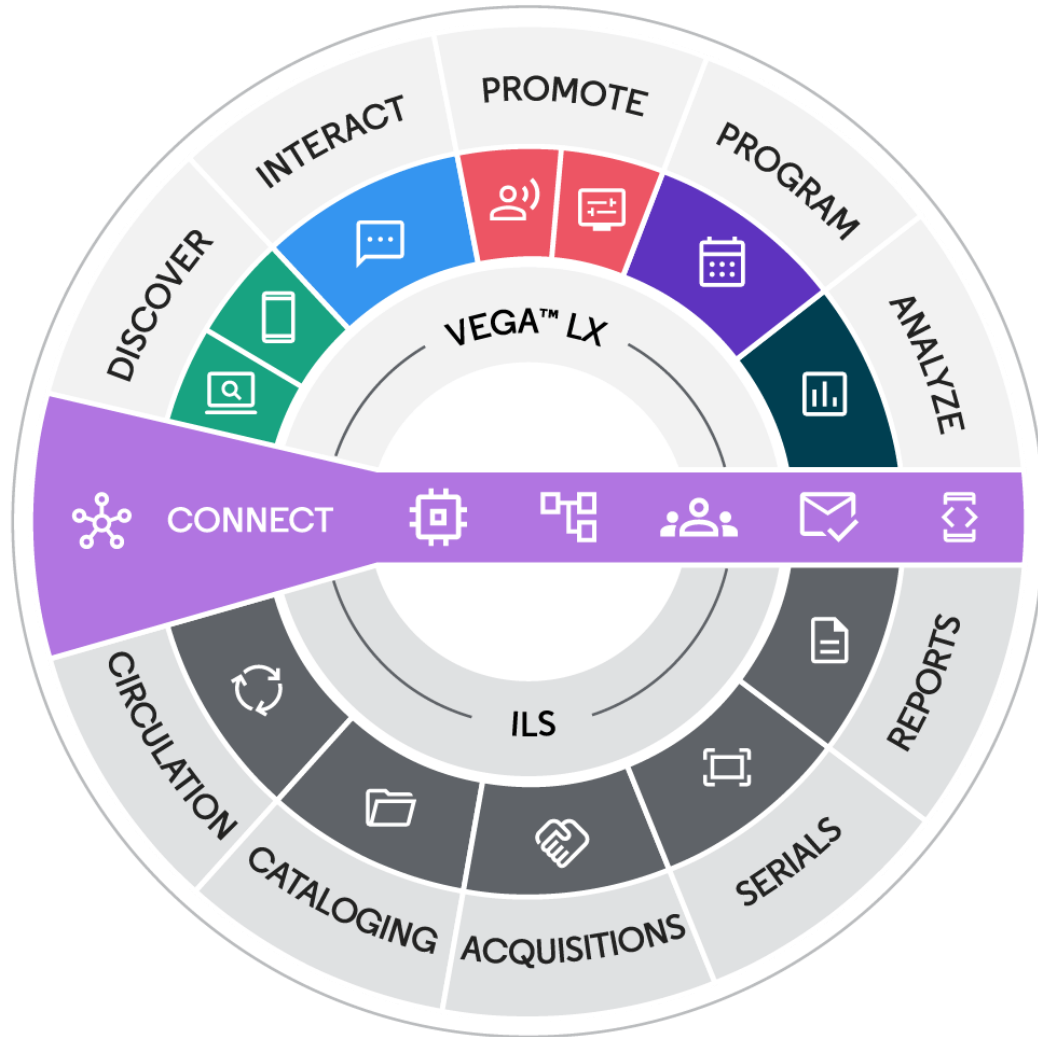 DISCOVER
INTERACT
PROMOTE
PROGRAM
ANALYZE
VEGA™ LX
CONNECT
ILS
CIRCULATION
CATALOGING
ACQUISITIONS
SERIALS
REPORTS